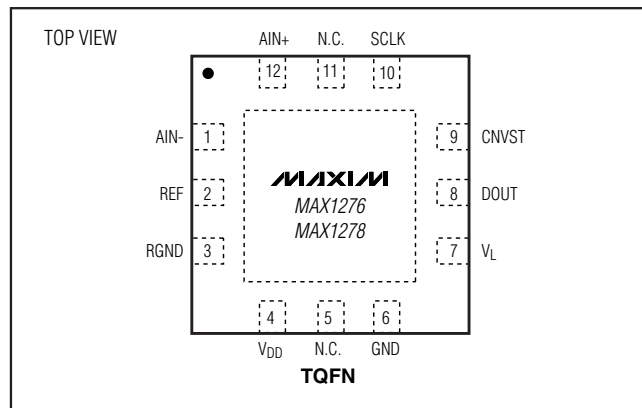 TOP VIEW
AIN+ N.C. SCLK
12 11 10
AIN- 1
9 CNVST
REF 2
MAXIM
MAX1276
MAX1278
8 DOUT
RGND 3
7 VL
4 5 6
VDD N.C. GND
TQFN